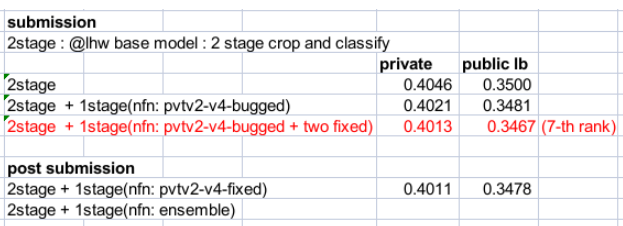 submission
2stage : @lhw base model : 2 stage crop and classify
private public lb
2stage 0.4046 0.3500
2stage + 1stage(nfn: pvtv2-v4-bugged) 0.4021 0.3481
2stage + 1stage(nfn: pvtv2-v4-bugged + two fixed) 0.4013 0.3467 (7-th rank)
post submission
2stage + 1stage(nfn: pvtv2-v4-fixed) 0.4011 0.3478
2stage + 1stage(nfn: ensemble)